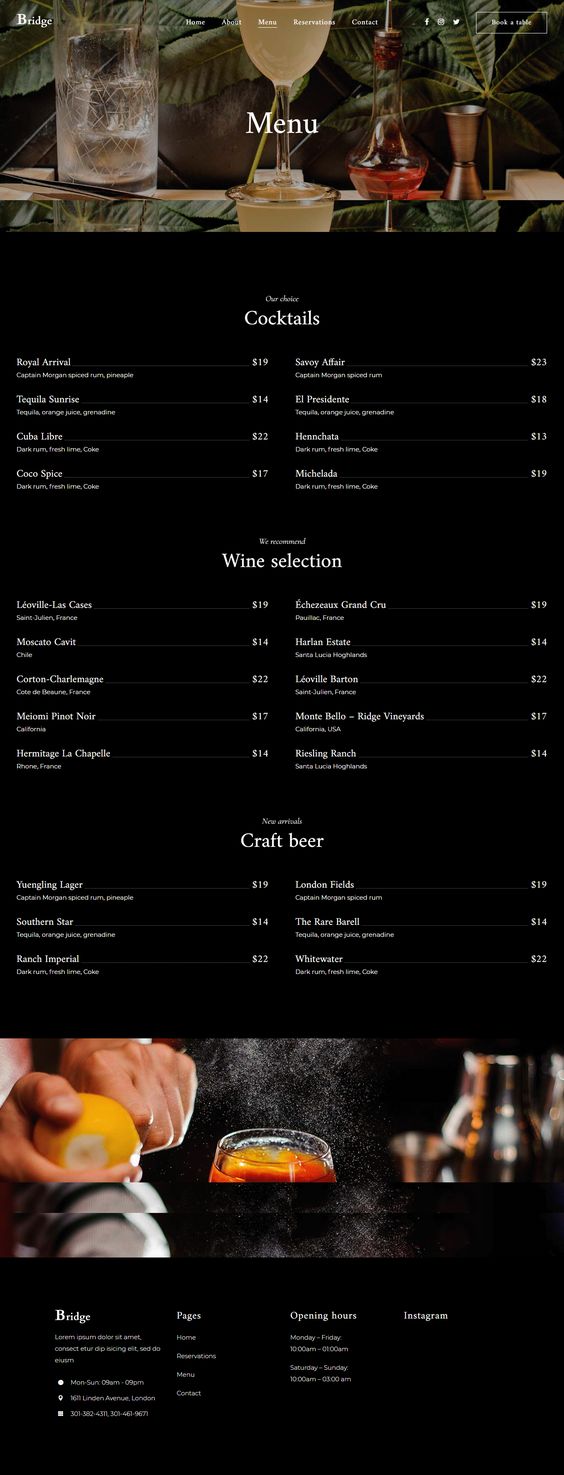 Bridge
Home About Menu Reservations Contact
Book a table
Menu
Our choice
Cocktails
Royal Arrival $19
Captain Morgan spiced rum, pineapple
Tequila Sunrise $14
Tequila, orange juice, grenadine
Cuba Libre $22
Dark rum, fresh lime, Coke
Coco Spice $17
Dark rum, fresh lime, Coke
Savoy Affair $23
Captain Morgan spiced rum
El Presidente $18
Tequila, orange juice, grenadine
Hennchata $13
Dark rum, fresh lime, Coke
Michelada $19
Dark rum, fresh lime, Coke
We recommend
Wine selection
Léoville-Las Cases $19
Saint-Julien, France
Moscato Cavit $14
Chile
Corton-Charlemagne $22
Cote de Beaune, France
Meiomi Pinot Noir $17
California
Hermitage La Chapelle $14
Rhone, France
Échezeaux Grand Cru $19
Pauillac, France
Harlan Estate $14
Santa Lucia Hoghlands
Léoville Barton $22
Saint-Julien, France
Monte Bello – Ridge Vineyards $17
California, USA
Riesling Ranch $14
Santa Lucia Hoghlands
New arrivals
Craft beer
Yuengling Lager $19
Captain Morgan spiced rum, pineapple
Southern Star $14
Tequila, orange juice, grenadine
Ranch Imperial $22
Dark rum, fresh lime, Coke
London Fields $19
Captain Morgan spiced rum
The Rare Barell $14
Tequila, orange juice, grenadine
Whitewater $22
Dark rum, fresh lime, Coke
Bridge
Lorem ipsum dolor sit amet,
consect etur dip isicing elit, sed do
eiusm
Mon-Sun: 09am - 09pm
1611 Linden Avenue, London
301-382-4311, 301-461-9671
Pages
Home
Reservations
Menu
Contact
Opening hours
Monday – Friday:
10:00am – 01:00am
Saturday – Sunday:
10:00am – 03:00 am
Instagram